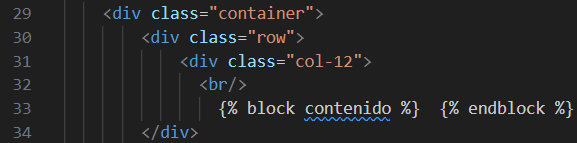 29 <div class="container">
30 <div class="row">
31 <div class="col-12">
32 <br/>
33 {% block contenido %} {% endblock %}
34 </div>